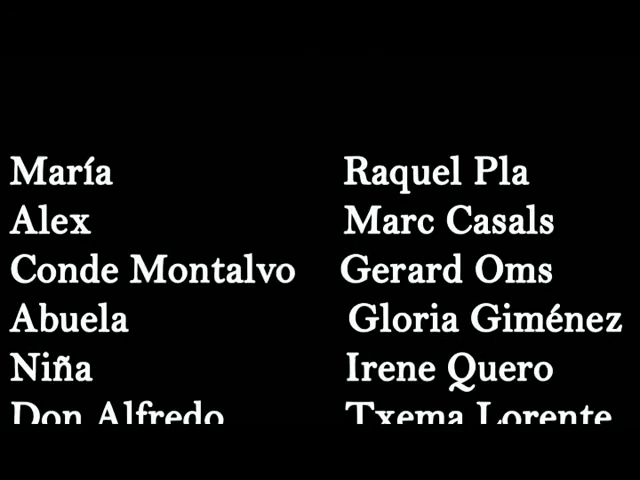 María Raquel Pla
Alex Marc Casals
Conde Montalvo Gerard Oms
Abuela Gloria Giménez
Niña Irene Quero
Don Alfredo Txema Lorente